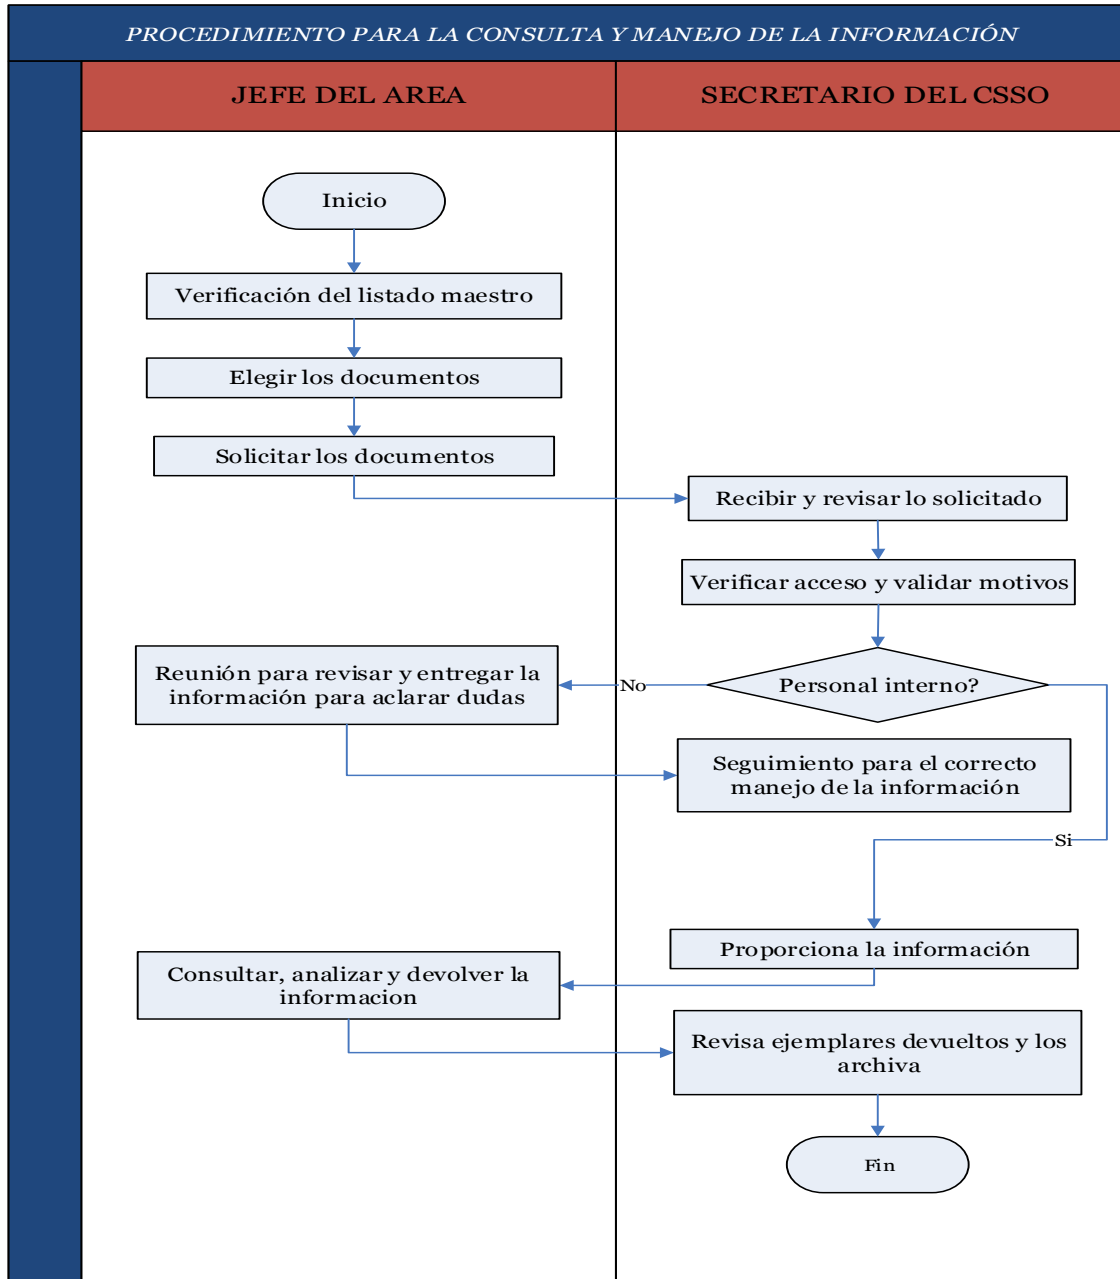 PROCEDIMIENTO PARA LA CONSULTA Y MANEJO DE LA INFORMACIÓN
JEFE DEL AREA
SECRETARIO DEL CSSO
Inicio
Verificación del listado maestro
Elegir los documentos
Solicitar los documentos
Recibir y revisar lo solicitado
Verificar acceso y validar motivos
Personal interno?
No
Reunión para revisar y entregar la
información para aclarar dudas
Seguimiento para el correcto
manejo de la información
Si
Proporciona la información
Consultar, analizar y devolver la
informacion
Revisa ejemplares devueltos y los
archiva
Fin